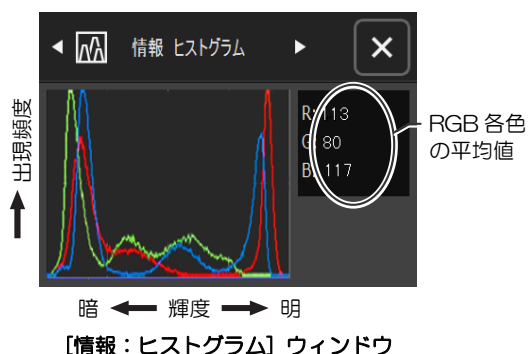 情報 ヒストグラム
R: 113
G: 80
B: 117
RGB 各色
の平均値
出現頻度
暗 輝度 明
[情報：ヒストグラム] ウィンドウ